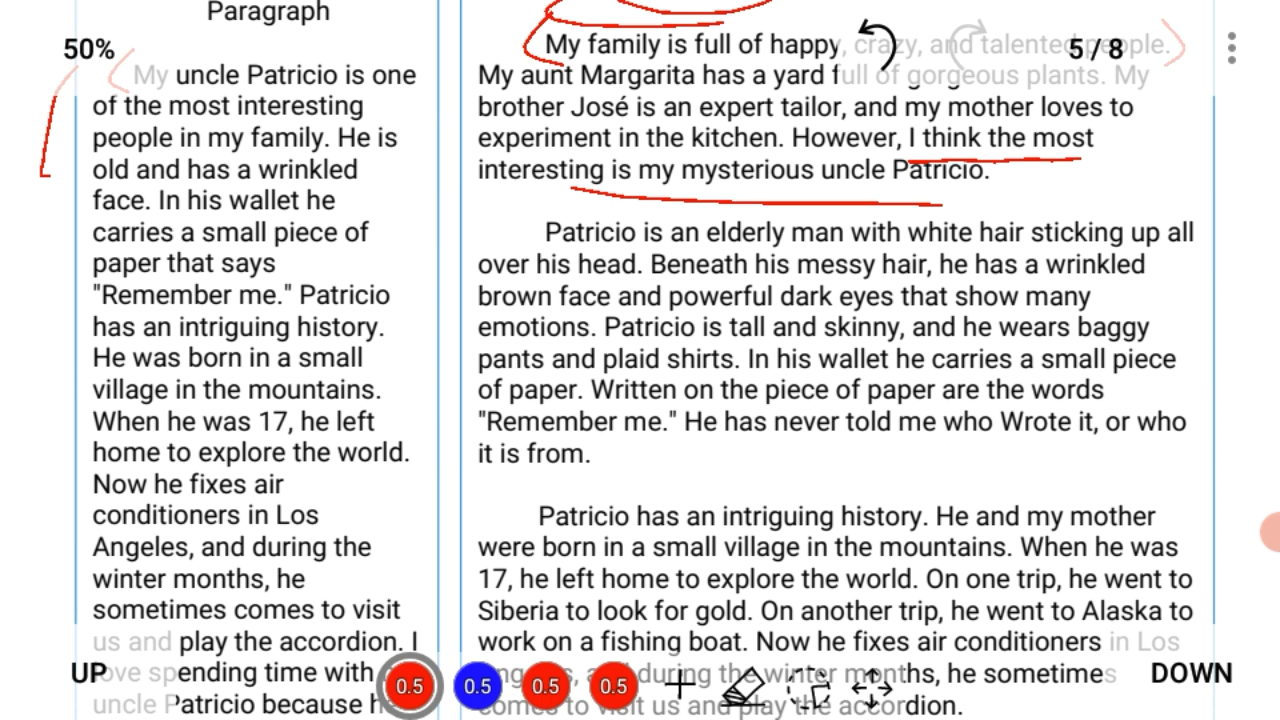 Paragraph
50%
My uncle Patricio is one
of the most interesting
people in my family. He is
old and has a wrinkled
face. In his wallet he
carries a small piece of
paper that says
"Remember me." Patricio
has an intriguing history.
He was born in a small
village in the mountains.
When he was 17, he left
home to explore the world.
Now he fixes air
conditioners in Los
Angeles, and during the
winter months, he
sometimes comes to visit
us and play the accordion. I
love spending time with
uncle Patricio because
My family is full of happy, crazy, and talented people.
My aunt Margarita has a yard full of gorgeous plants. My
brother José is an expert tailor, and my mother loves to
experiment in the kitchen. However, I think the most
interesting is my mysterious uncle Patricio.
Patricio is an elderly man with white hair sticking up all
over his head. Beneath his messy hair, he has a wrinkled
brown face and powerful dark eyes that show many
emotions. Patricio is tall and skinny, and he wears baggy
pants and plaid shirts. In his wallet he carries a small piece
of paper. Written on the piece of paper are the words
"Remember me." He has never told me who Wrote it, or who
it is from.
Patricio has an intriguing history. He and my mother
were born in a small village in the mountains. When he was
17, he left home to explore the world. On one trip, he went to
Siberia to look for gold. On another trip, he went to Alaska to
work on a fishing boat. Now he fixes air conditioners in Los
during the winter months, he sometimes
comes to visit us and play the accordion.
5 / 8
UP
0.5 0.5 0.5 0.5
DOWN